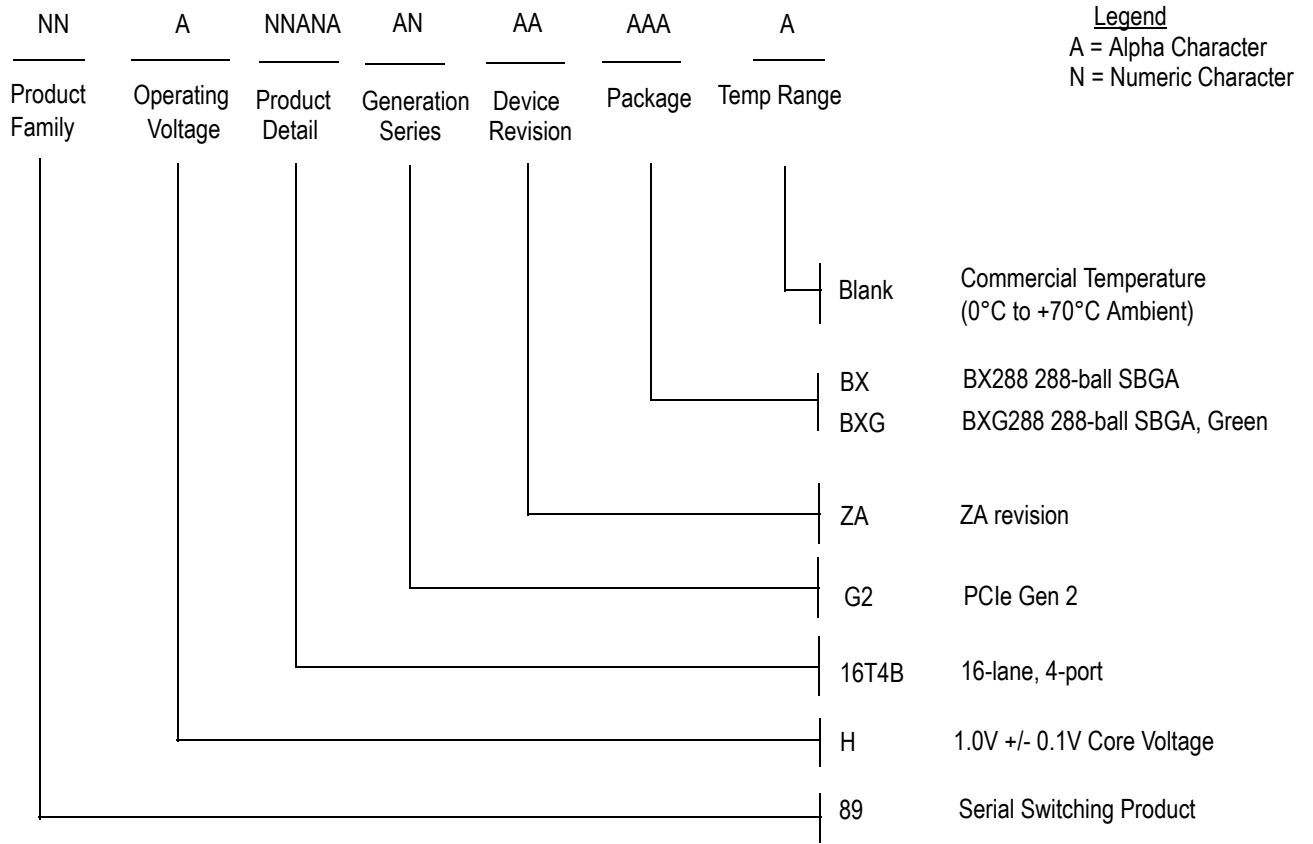 NN A NNANA AN AA AAA A
Legend
A = Alpha Character
N = Numeric Character
Product Family
Operating Voltage
Product Detail
Generation Series
Device Revision
Package
Temp Range
Blank Commercial Temperature
(0°C to +70°C Ambient)
BX BX288 288-ball SBGA
BXG BXG288 288-ball SBGA, Green
ZA ZA revision
G2 PCIe Gen 2
16T4B 16-lane, 4-port
H 1.0V +/- 0.1V Core Voltage
89 Serial Switching Product